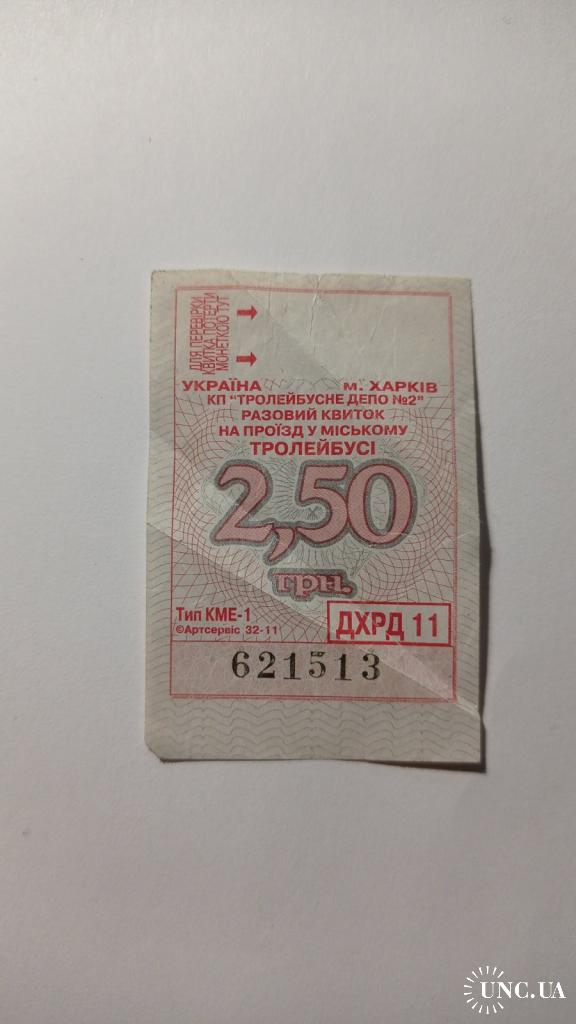 ДЛЯ ПЕРЕВІРКИ
КВИТКА ПОТЕРТИ
МОНЕТКОЮ ТУТ
УКРАЇНА м. ХАРКІВ
КП "ТРОЛЕЙБУСНЕ ДЕПО №2"
РАЗОВИЙ КВИТОК
НА ПРОЇЗД У МІСЬКОМУ
ТРОЛЕЙБУСІ
2,50
грн.
Тип КМЕ-1
©Артсервіс 32-11
ДХРД 11
621513
UNC.UA